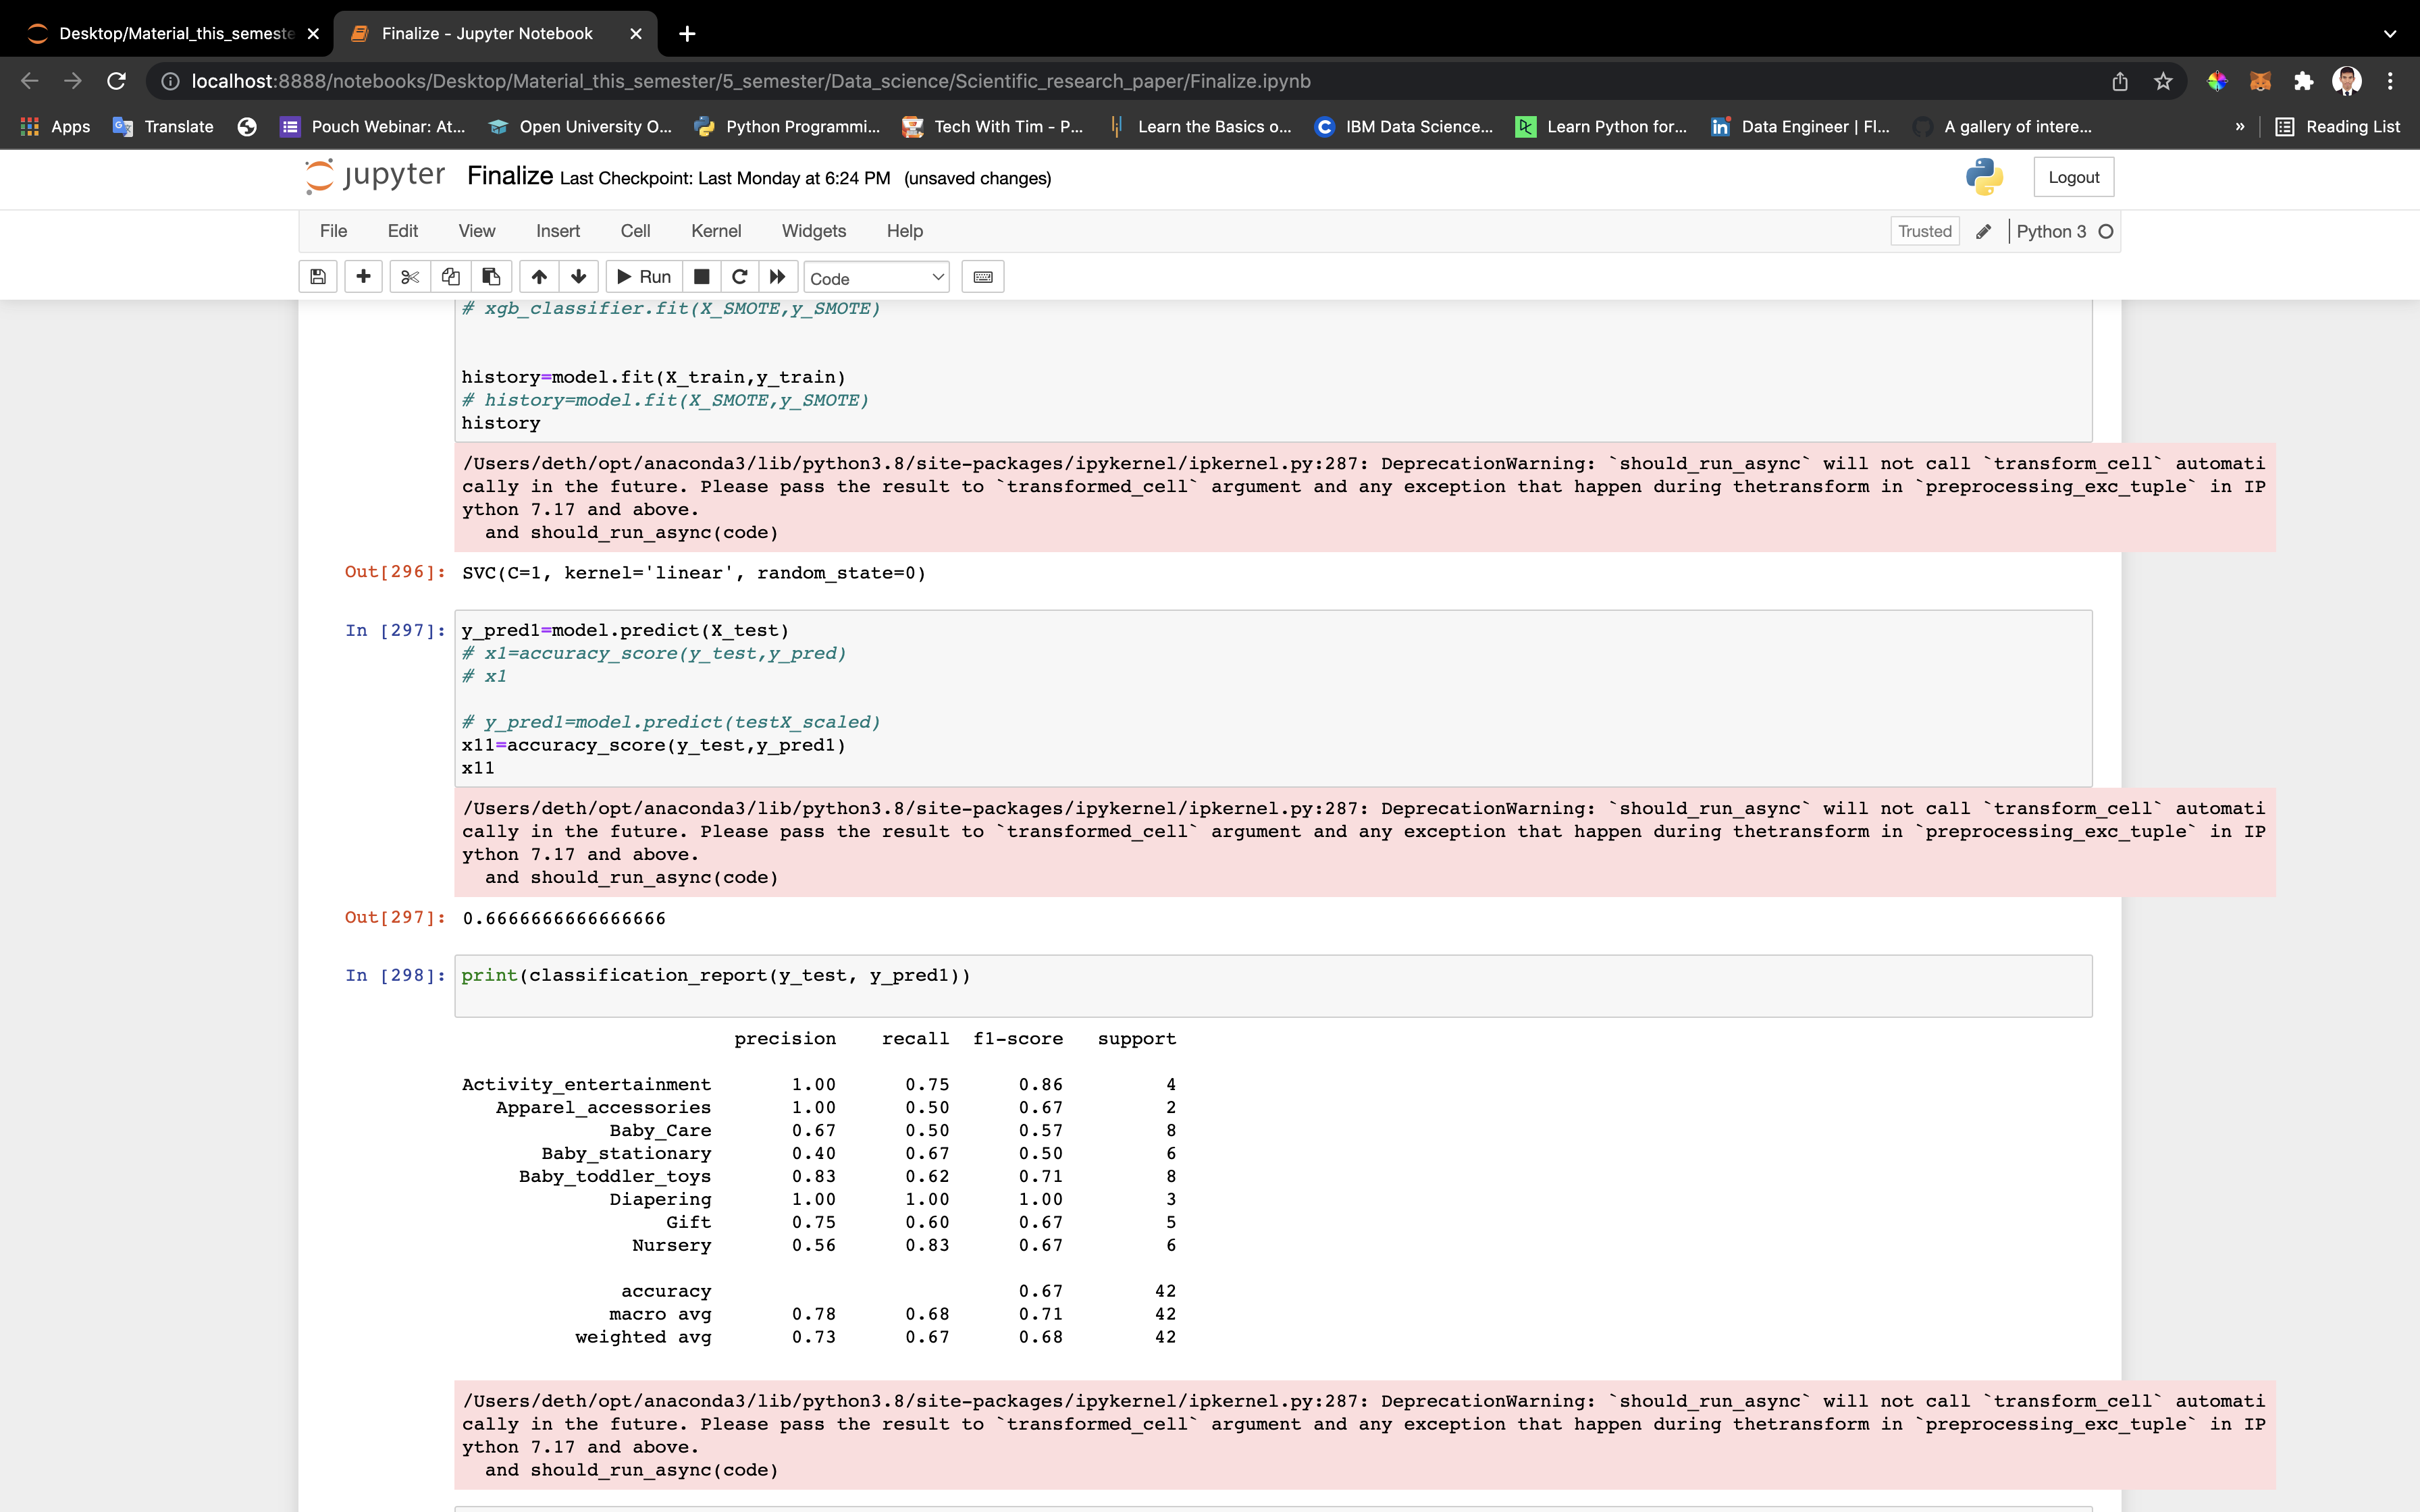 Desktop/Material_this_semeste
Finalize - Jupyter Notebook
localhost:8888/notebooks/Desktop/Material_this_semester/5_semester/Data_science/Scientific_research_paper/Finalize.ipynb
Apps Translate Pouch Webinar: At... Open University O... Python Programmi... Tech With Tim - P... Learn the Basics o... IBM Data Science... Learn Python for... Data Engineer | Fl... A gallery of intere... » Reading List
jupyter Finalize Last Checkpoint: Last Monday at 6:24 PM (unsaved changes) Logout
File Edit View Insert Cell Kernel Widgets Help Trusted Python 3
Run Code
# xgb_classifier.fit(X_SMOTE,y_SMOTE)
history=model.fit(X_train,y_train)
# history=model.fit(X_SMOTE,y_SMOTE)
history
/Users/deth/opt/anaconda3/lib/python3.8/site-packages/ipykernel/ipkernel.py:287: DeprecationWarning: `should_run_async` will not call `transform_cell` automati
cally in the future. Please pass the result to `transformed_cell` argument and any exception that happen during thetransform in `preprocessing_exc_tuple` in IP
ython 7.17 and above.
and should_run_async(code)
Out[296]: SVC(C=1, kernel='linear', random_state=0)
In [297]: y_pred1=model.predict(X_test)
# x1=accuracy_score(y_test,y_pred)
# x1
# y_pred1=model.predict(testX_scaled)
x11=accuracy_score(y_test,y_pred1)
x11
/Users/deth/opt/anaconda3/lib/python3.8/site-packages/ipykernel/ipkernel.py:287: DeprecationWarning: `should_run_async` will not call `transform_cell` automati
cally in the future. Please pass the result to `transformed_cell` argument and any exception that happen during thetransform in `preprocessing_exc_tuple` in IP
ython 7.17 and above.
and should_run_async(code)
Out[297]: 0.6666666666666666
In [298]: print(classification_report(y_test, y_pred1))
precision recall f1-score support
Activity_entertainment 1.00 0.75 0.86 4
Apparel_accessories 1.00 0.50 0.67 2
Baby_Care 0.67 0.50 0.57 8
Baby_stationary 0.40 0.67 0.50 6
Baby_toddler_toys 0.83 0.62 0.71 8
Diapering 1.00 1.00 1.00 3
Gift 0.75 0.60 0.67 5
Nursery 0.56 0.83 0.67 6
accuracy 0.67 42
macro avg 0.78 0.68 0.71 42
weighted avg 0.73 0.67 0.68 42
/Users/deth/opt/anaconda3/lib/python3.8/site-packages/ipykernel/ipkernel.py:287: DeprecationWarning: `should_run_async` will not call `transform_cell` automati
cally in the future. Please pass the result to `transformed_cell` argument and any exception that happen during thetransform in `preprocessing_exc_tuple` in IP
ython 7.17 and above.
and should_run_async(code)